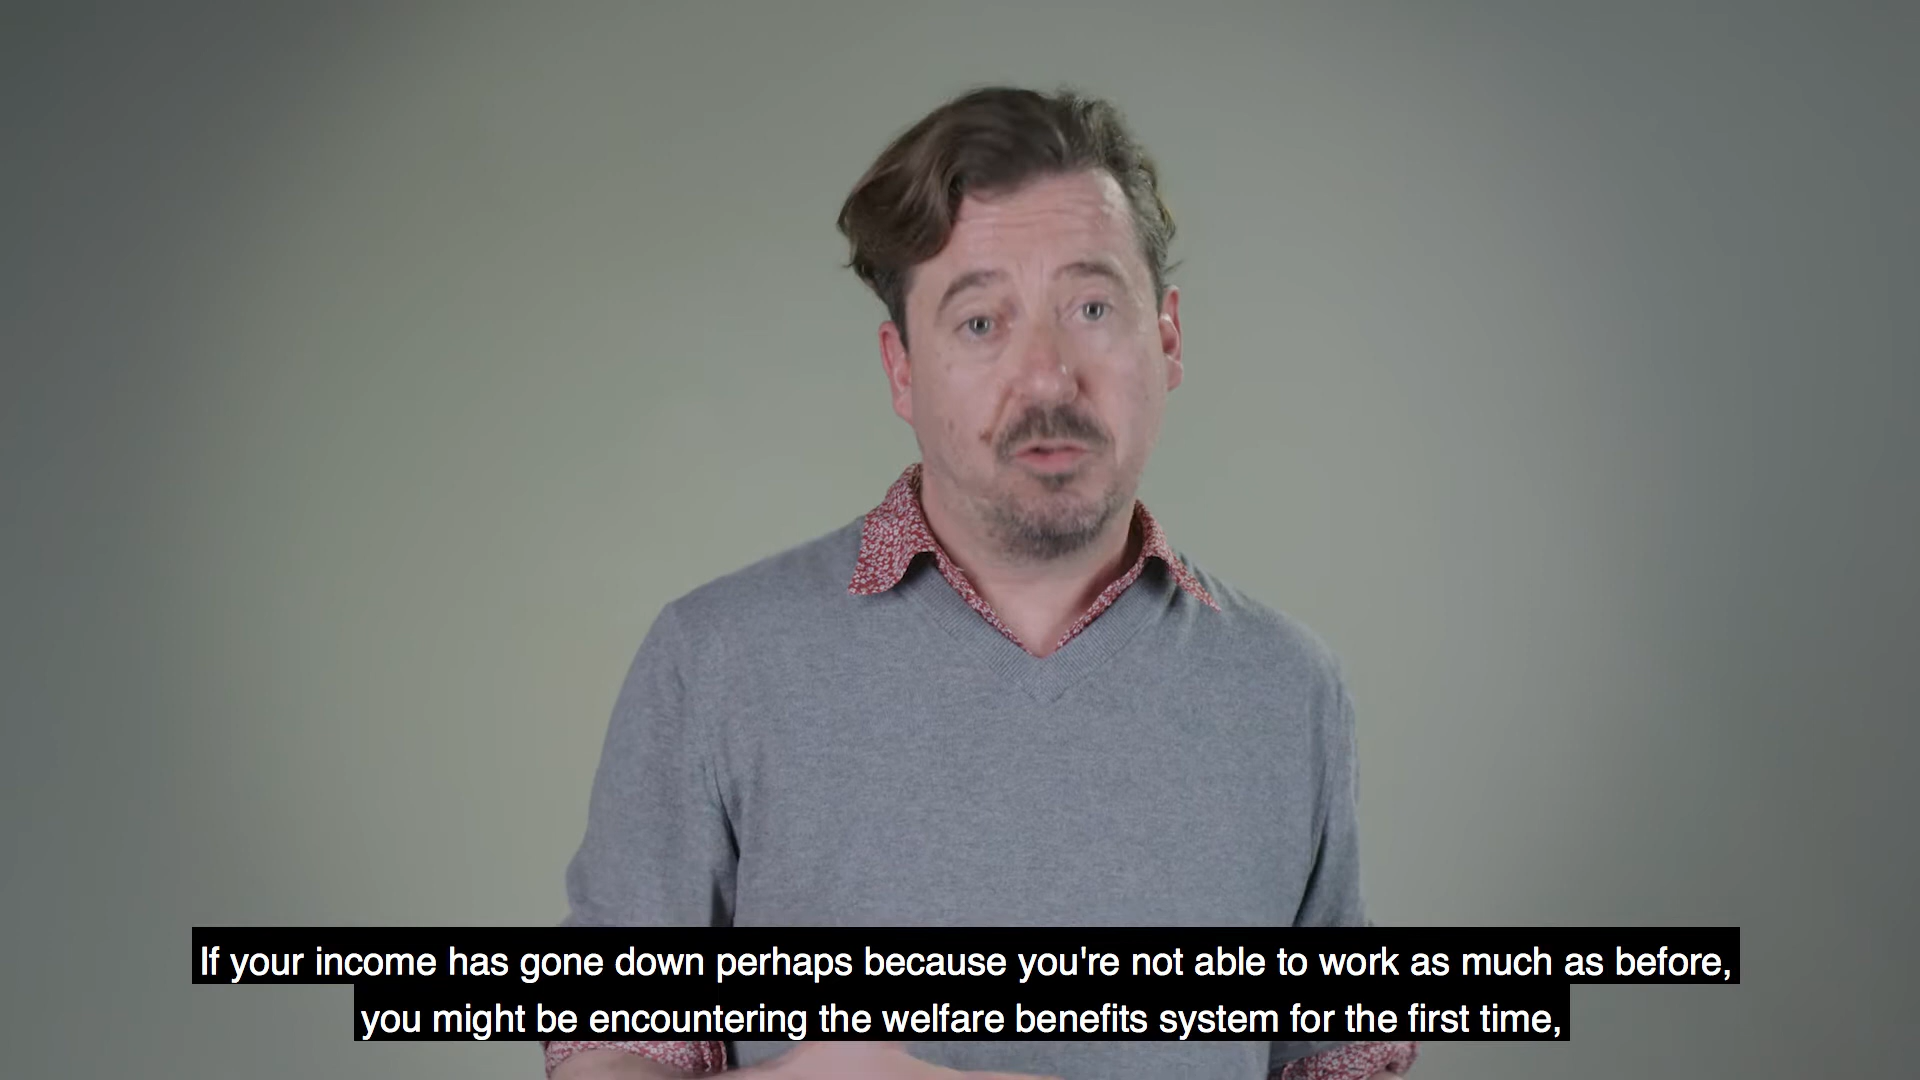 If your income has gone down perhaps because you're not able to work as much as before,
you might be encountering the welfare benefits system for the first time,